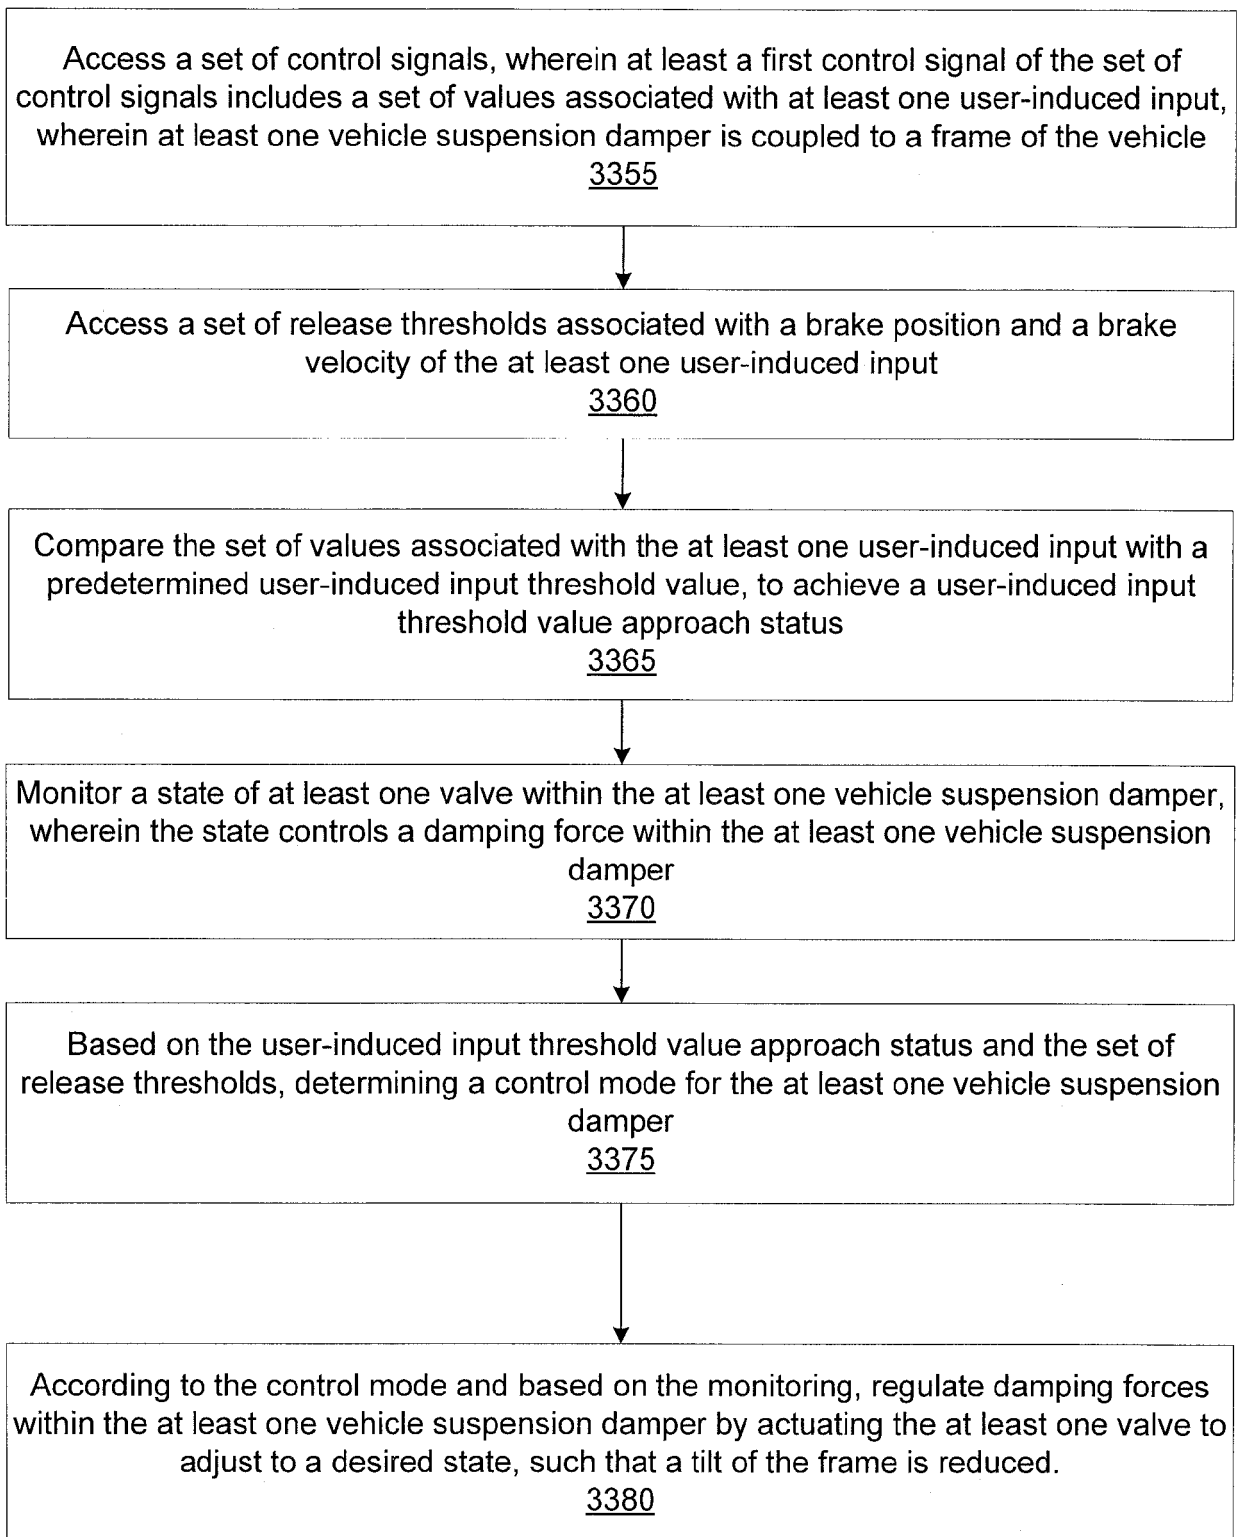 Access a set of control signals, wherein at least a first control signal of the set of
control signals includes a set of values associated with at least one user-induced input,
wherein at least one vehicle suspension damper is coupled to a frame of the vehicle
3355
Access a set of release thresholds associated with a brake position and a brake
velocity of the at least one user-induced input
3360
Compare the set of values associated with the at least one user-induced input with a
predetermined user-induced input threshold value, to achieve a user-induced input
threshold value approach status
3365
Monitor a state of at least one valve within the at least one vehicle suspension damper,
wherein the state controls a damping force within the at least one vehicle suspension
damper
3370
Based on the user-induced input threshold value approach status and the set of
release thresholds, determining a control mode for the at least one vehicle suspension
damper
3375
According to the control mode and based on the monitoring, regulate damping forces
within the at least one vehicle suspension damper by actuating the at least one valve to
adjust to a desired state, such that a tilt of the frame is reduced.
3380